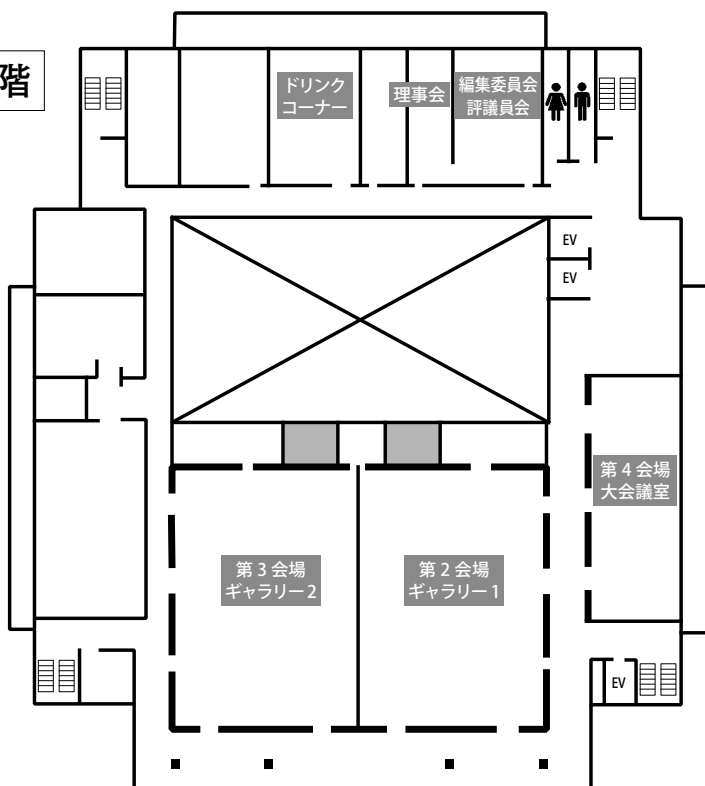 階
ドリンク
コーナー
理事会
編集委員会
評議員会
EV
EV
第4会場
大会議室
第3会場
ギャラリー2
第2会場
ギャラリー1
EV